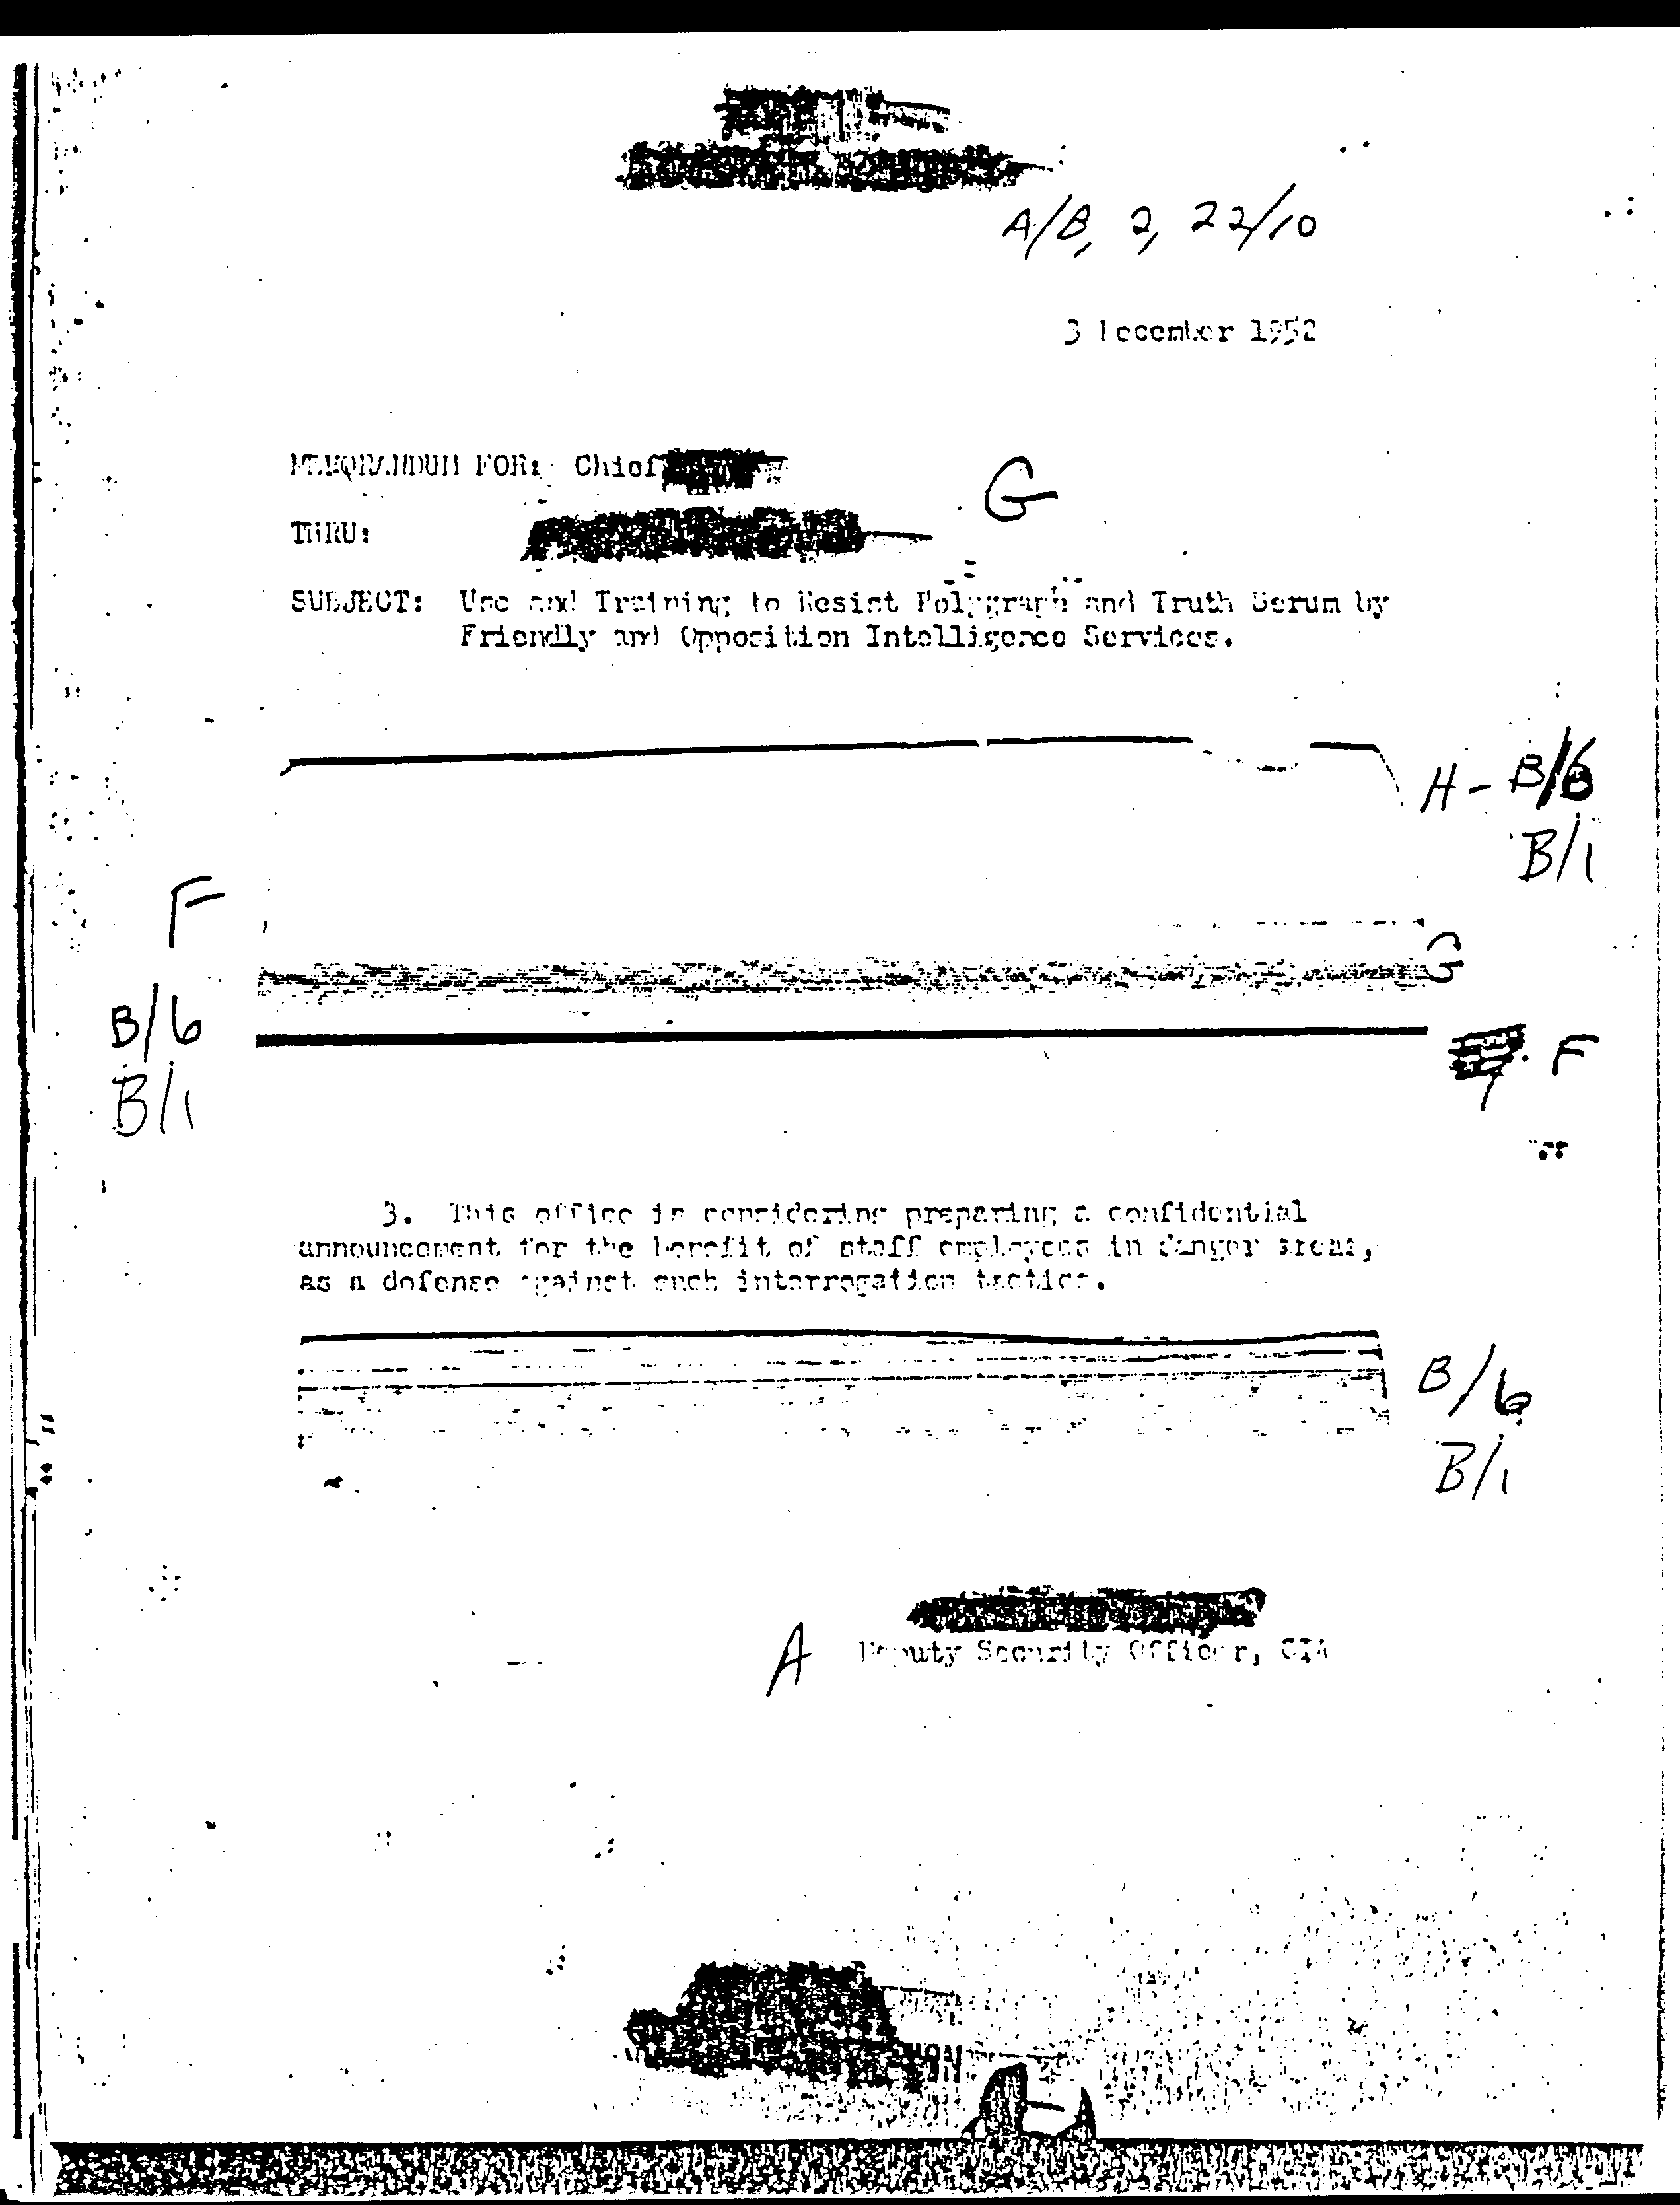 A/B, 2, 22/10
3 December 1952
MEMORANDUM FOR: Chief
G
THRU:
SUBJECT: Use and Training to Resist Polygraph and Truth Serum by
Friendly and Opposition Intelligence Services.
H - B/6
B/1
F
G
B/6
F
B/1
3. This office is considering preparing a confidential
announcement for the benefit of staff employees in danger areas,
as a defense against such interrogation tactics.
B/6
B/1
A
Deputy Security Officer, CIA